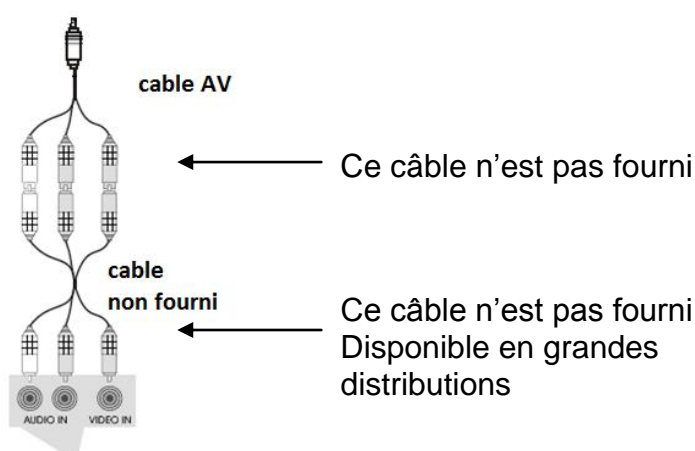 cable AV
Ce câble n'est pas fourni
cable
non fourni
Ce câble n'est pas fourni
Disponible en grandes
distributions
AUDIO IN VIDEO IN